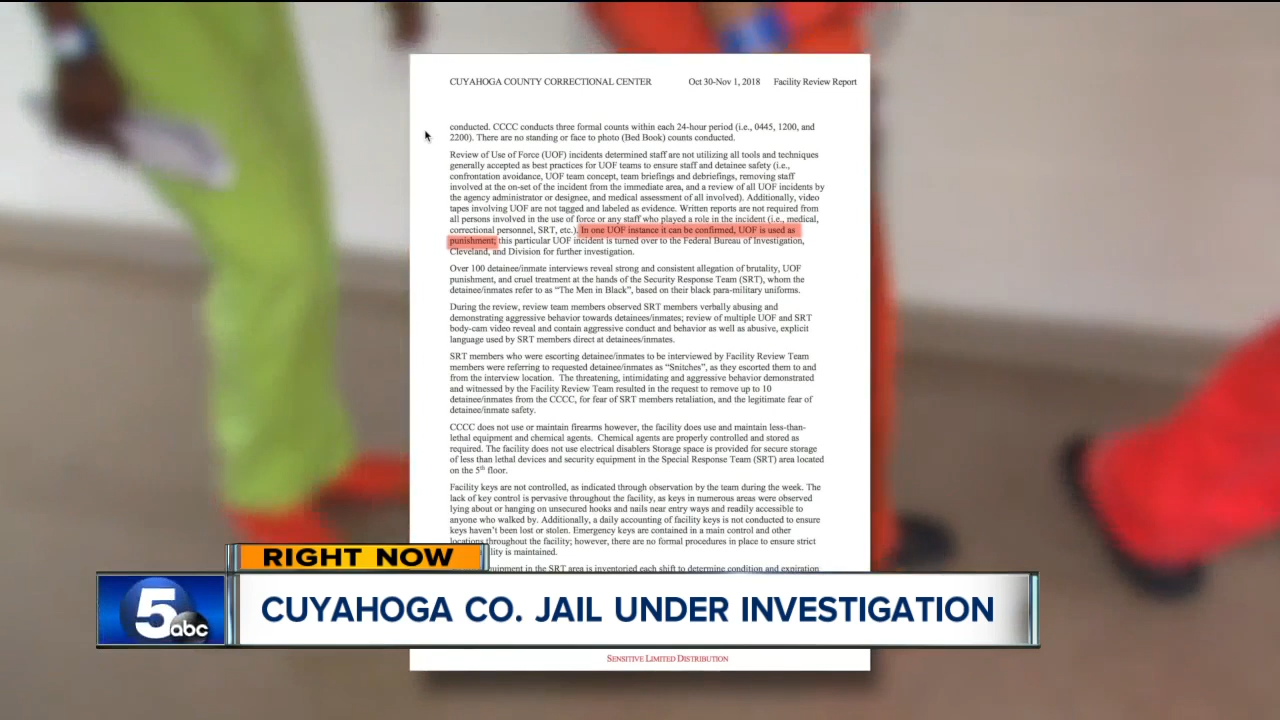 CUYAHOGA COUNTY CORRECTIONAL CENTER Oct 30-Nov 1, 2018 Facility Review Report
conducted. CCCC conducts three formal counts within each 24-hour period (i.e., 0445, 1200, and
2200). There are no standing or face to photo (Bed Book) counts conducted.
Review of Use of Force (UOF) incidents determined staff are not utilizing all tools and techniques
generally accepted as best practices for UOF teams to ensure staff and detainee safety (i.e.,
confrontation avoidance, UOF team concept, team briefings and debriefings, removing staff
involved at the on-set of the incident from the immediate area, and a review of all UOF incidents by
the agency administrator or designee, and medical assessment of all involved). Additionally, video
tapes involving UOF are not tagged and labeled as evidence. Written reports are not required from
all persons involved in the use of force or any staff who played a role in the incident (i.e., medical,
correctional personnel, SRT, etc.). In one UOF instance it can be confirmed, UOF is used as
punishment; this particular UOF incident is turned over to the Federal Bureau of Investigation,
Cleveland, and Division for further investigation.
Over 100 detainee/inmate interviews reveal strong and consistent allegation of brutality, UOF
punishment, and cruel treatment at the hands of the Security Response Team (SRT), whom the
detainee/inmates refer to as “The Men in Black”, based on their black para-military uniforms.
During the review, review team members observed SRT members verbally abusing and
demonstrating aggressive behavior towards detainees/inmates; review of multiple UOF and SRT
body-cam video reveal and contain aggressive conduct and behavior as well as abusive, explicit
language used by SRT members direct at detainees/inmates.
SRT members who were escorting detainee/inmates to be interviewed by Facility Review Team
members were referring to requested detainee/inmates as “Snitches”, as they escorted them to and
from the interview location. The threatening, intimidating and aggressive behavior demonstrated
and witnessed by the Facility Review Team resulted in the request to remove up to 10
detainee/inmates from the CCCC, for fear of SRT members retaliation, and the legitimate fear of
detainee/inmate safety.
CCCC does not use or maintain firearms however, the facility does use and maintain less-than-
lethal equipment and chemical agents. Chemical agents are properly controlled and stored as
required. The facility does not use electrical disablers Storage space is provided for secure storage
of less than lethal devices and security equipment in the Special Response Team (SRT) area located
on the 5th floor.
Facility keys are not controlled, as indicated through observation by the team during the week. The
lack of key control is pervasive throughout the facility, as keys in numerous areas were observed
lying about or hanging on unsecured hooks and nails near entry ways and readily accessible to
anyone who walked by. Additionally, a daily accounting of facility keys is not conducted to ensure
keys haven't been lost or stolen. Emergency keys are contained in a main control and other
locations throughout the facility; however, there are no formal procedures in place to ensure strict
is maintained.
equipment in the SRT area is inventoried each shift to determine condition and expiration
RIGHT NOW
5 abc
CUYAHOGA CO. JAIL UNDER INVESTIGATION
SENSITIVE LIMITED DISTRIBUTION